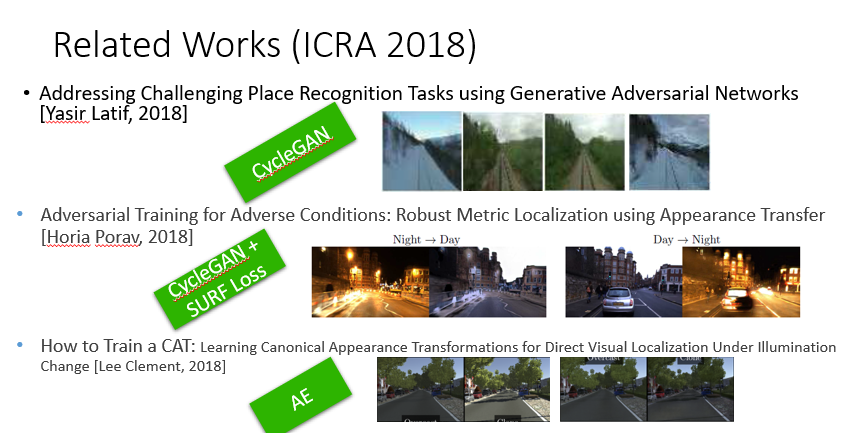 Related Works (ICRA 2018)
• Addressing Challenging Place Recognition Tasks using Generative Adversarial Networks
[Yasir Latif, 2018]
CycleGAN
• Adversarial Training for Adverse Conditions: Robust Metric Localization using Appearance Transfer
[Horia Porav, 2018]
Night → Day
Day → Night
CycleGAN +
SURF Loss
• How to Train a CAT: Learning Canonical Appearance Transformations for Direct Visual Localization Under Illumination
Change [Lee Clement, 2018]
Overcast
Clone
AE
Overcast
Clone